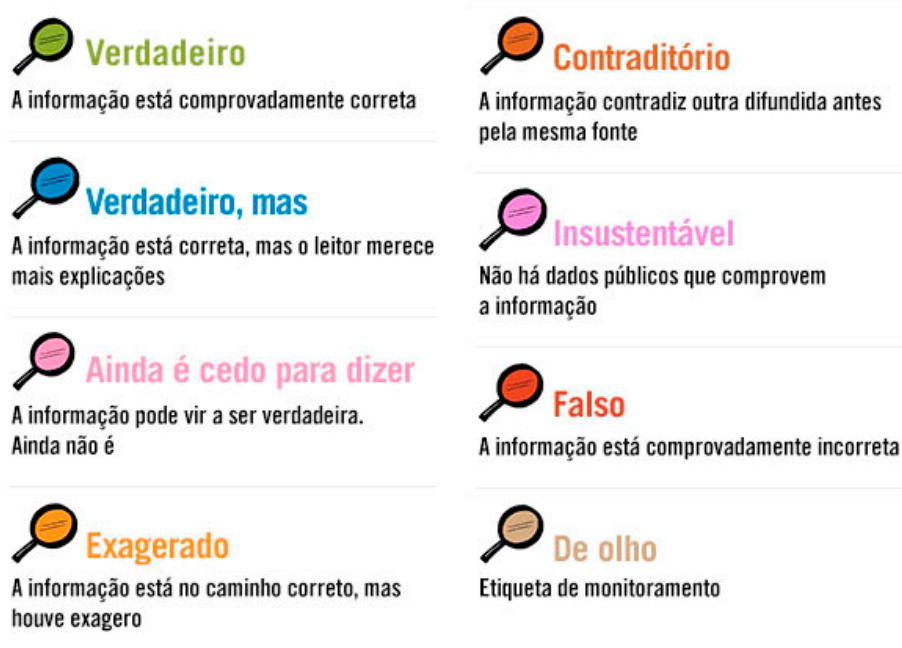 Verdadeiro
A informação está comprovadamente correta
Verdadeiro, mas
A informação está correta, mas o leitor merece
mais explicações
Ainda é cedo para dizer
A informação pode vir a ser verdadeira.
Ainda não é
Exagerado
A informação está no caminho correto, mas
houve exagero
Contraditório
A informação contradiz outra difundida antes
pela mesma fonte
Insustentável
Não há dados públicos que comprovem
a informação
Falso
A informação está comprovadamente incorreta
De olho
Etiqueta de monitoramento